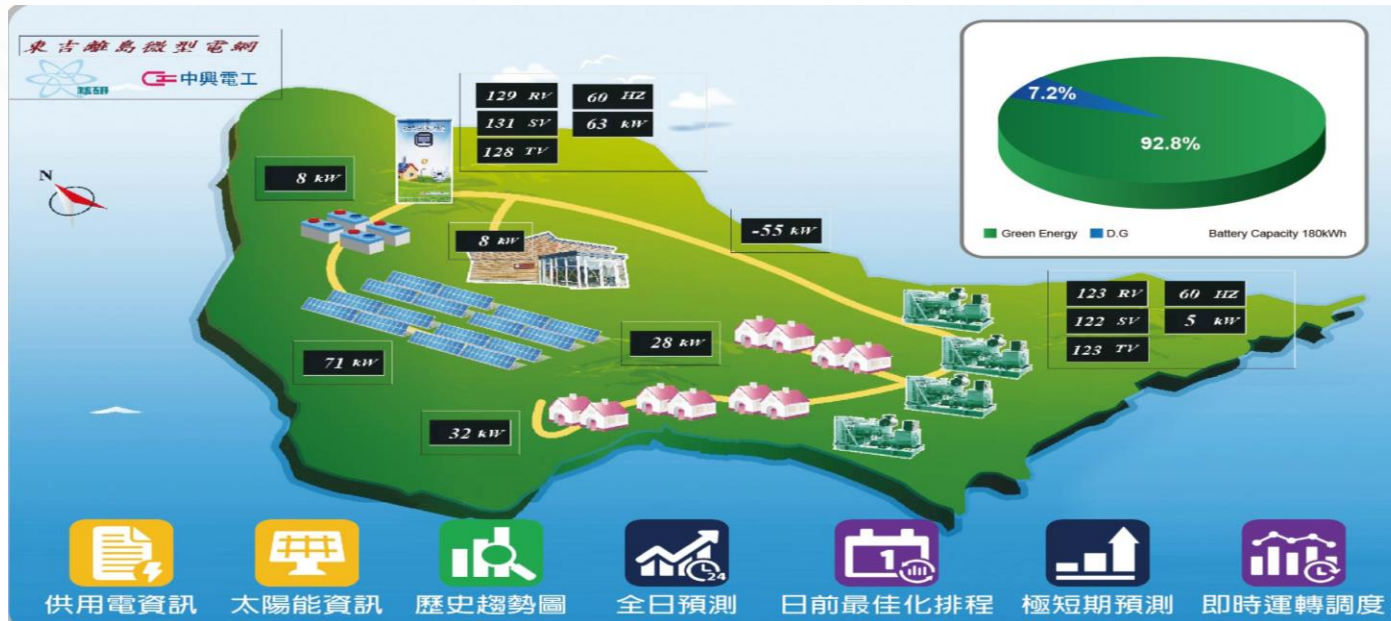 東吉離島微型電網
核研
中興電工
129 RV
60 HZ
131 SV
63 kW
128 TV
7.2%
92.8%
Green Energy
D.G
Battery Capacity 180kWh
N
8 kW
8 kW
-55 kW
123 RV
60 HZ
122 SV
5 kW
123 TV
28 kW
71 kW
32 kW
供用電資訊
太陽能資訊
歷史趨勢圖
24
全日預測
1
日前最佳化排程
極短期預測
即時運轉調度